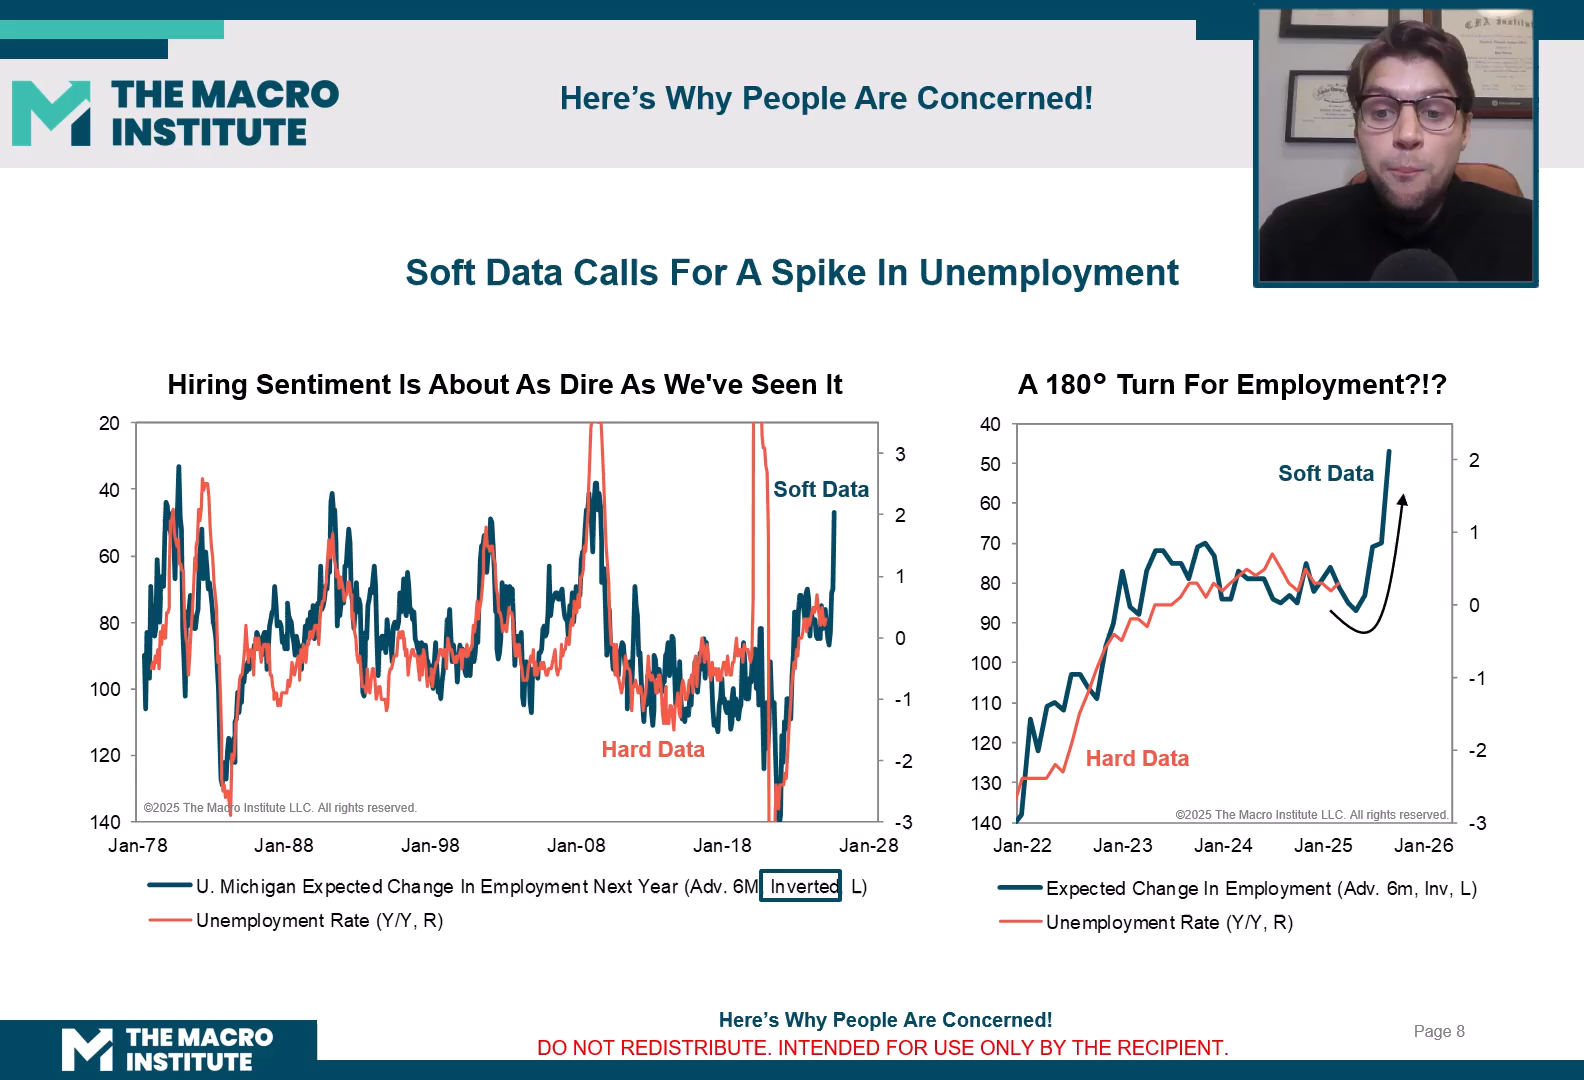 THE MACRO
INSTITUTE
Here's Why People Are Concerned!
CFA Institute
Soft Data Calls For A Spike In Unemployment
Hiring Sentiment Is About As Dire As We've Seen It
20
40
60
80
100
120
140
3
2
1
0
-1
-2
-3
Soft Data
Hard Data
©2025 The Macro Institute LLC. All rights reserved.
Jan-78 Jan-88 Jan-98 Jan-08 Jan-18 Jan-28
U. Michigan Expected Change In Employment Next Year (Adv. 6M, Inverted, L)
Unemployment Rate (Y/Y, R)
A 180° Turn For Employment?!?
40
50
60
70
80
90
100
110
120
130
140
2
1
0
-1
-2
-3
Soft Data
Hard Data
©2025 The Macro Institute LLC. All rights reserved.
Jan-22 Jan-23 Jan-24 Jan-25 Jan-26
Expected Change In Employment (Adv. 6m, Inv, L)
Unemployment Rate (Y/Y, R)
THE MACRO
INSTITUTE
Here's Why People Are Concerned!
DO NOT REDISTRIBUTE. INTENDED FOR USE ONLY BY THE RECIPIENT.
Page 8